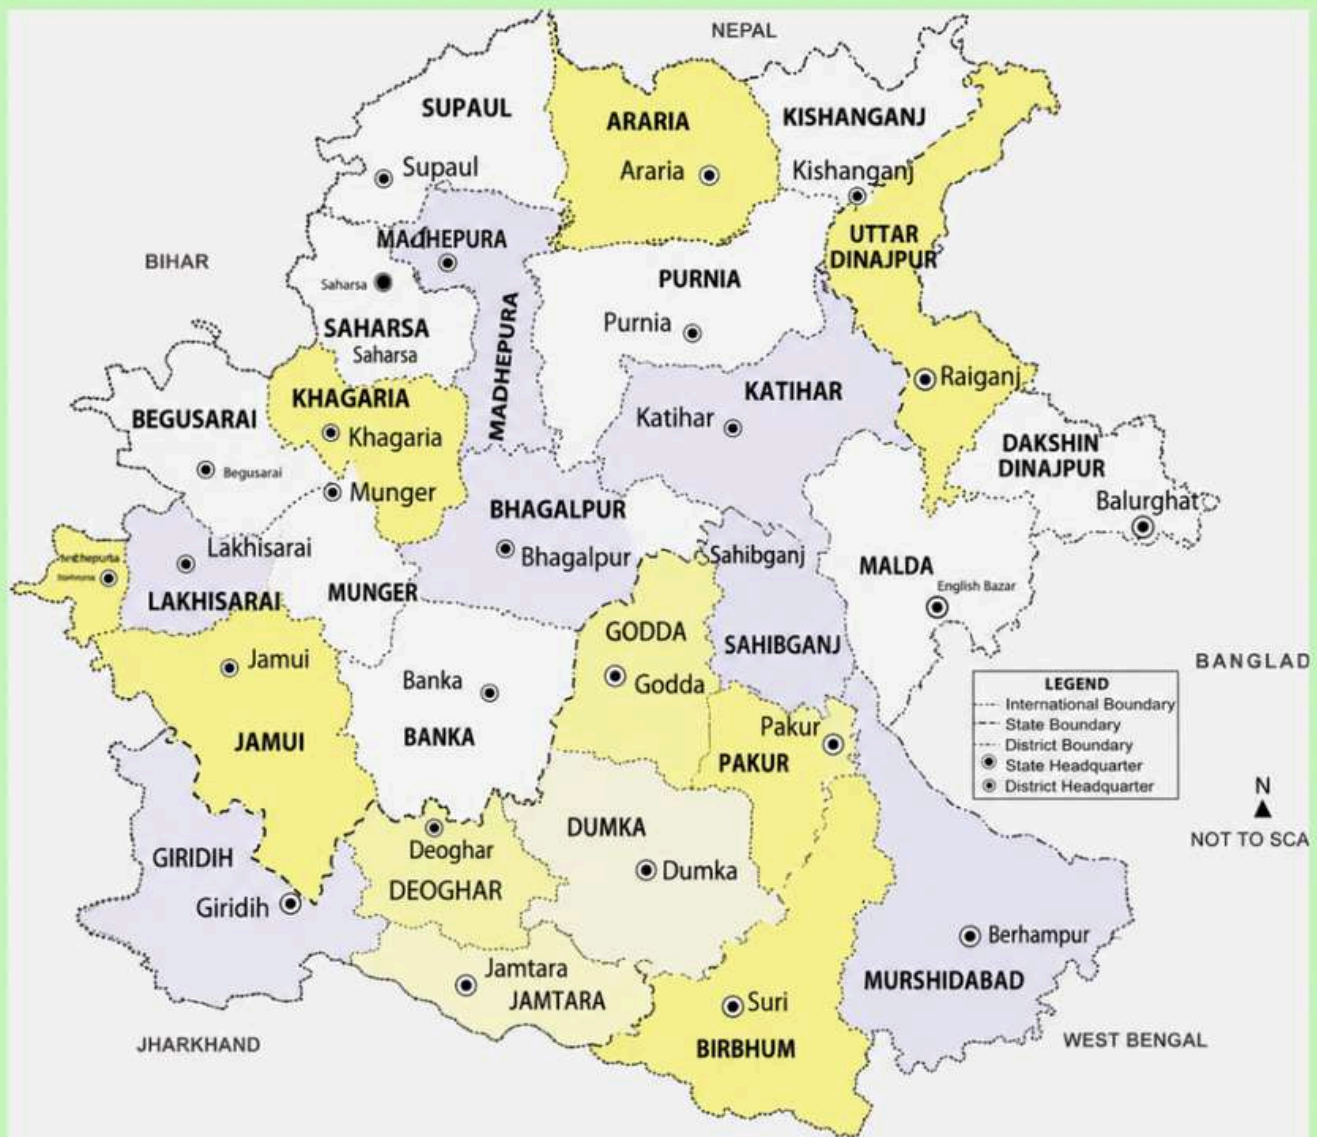 NEPAL
SUPAUL
ARARIA
KISHANGANJ
Supaul
Araria
Kishanganj
MADHEPURA
UTTAR
DINAJPUR
BIHAR
Saharsa
PURNIA
SAHARSA
Saharsa
Purnia
MADHEPURA
Raiganj
KHAGARIA
KATIHAR
BEGUSARAI
Khagaria
Katihar
DAKSHIN
DINAJPUR
Begusarai
Munger
BHAGALPUR
Balurghat
Lakhisarai
Bhagalpur
Sahibganj
MALDA
English Bazar
LAKHISARAI
MUNGER
GODDA
SAHIBGANJ
Jamui
Banka
Godda
BANGLAD
JAMUI
BANKA
Pakur
PAKUR
LEGEND
International Boundary
State Boundary
District Boundary
State Headquarter
District Headquarter
N
NOT TO SCA
DUMKA
GIRIDIH
Deoghar
Dumka
DEOGHAR
Giridih
Berhampur
Jamtara
JAMTARA
MURSHIDABAD
Suri
JHARKHAND
BIRBHUM
WEST BENGAL